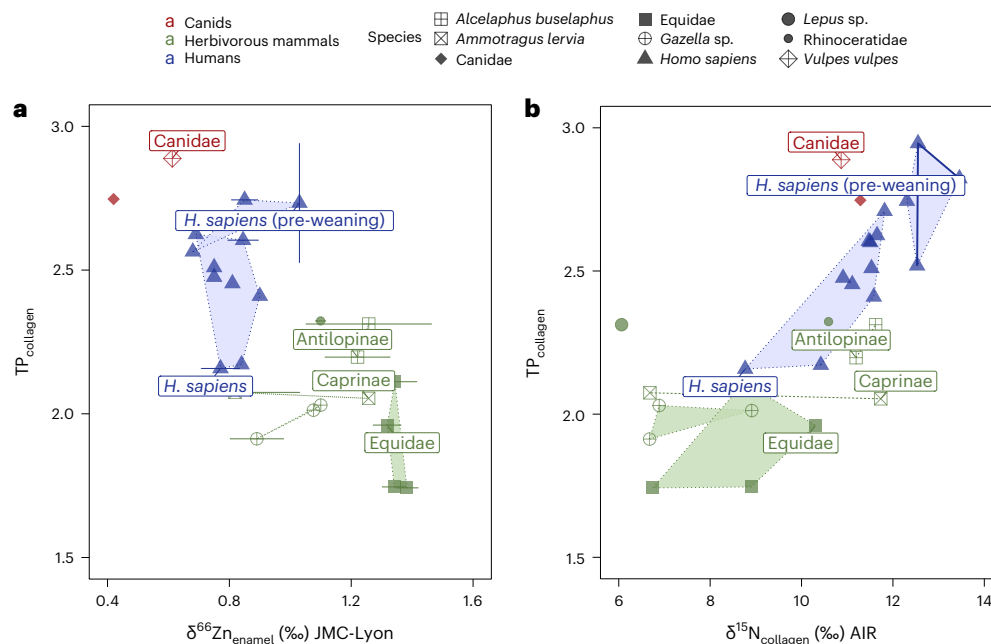 a Canids
a Herbivorous mammals
a Humans
Species
Alcelaphus buselaphus
Ammotragus lervia
Canidae
Equidae
Gazella sp.
Homo sapiens
Lepus sp.
Rhinoceratidae
Vulpes vulpes
a
TPcollagen
3.0
2.5
2.0
1.5
Canidae
H. sapiens (pre-weaning)
Antilopinae
Caprinae
H. sapiens
Equidae
0.4 0.8 1.2 1.6
δ66Znenamel (‰) JMC-Lyon
b
TPcollagen
3.0
2.5
2.0
1.5
Canidae
H. sapiens (pre-weaning)
Antilopinae
Caprinae
H. sapiens
Equidae
6 8 10 12 14
δ15Ncollagen (‰) AIR